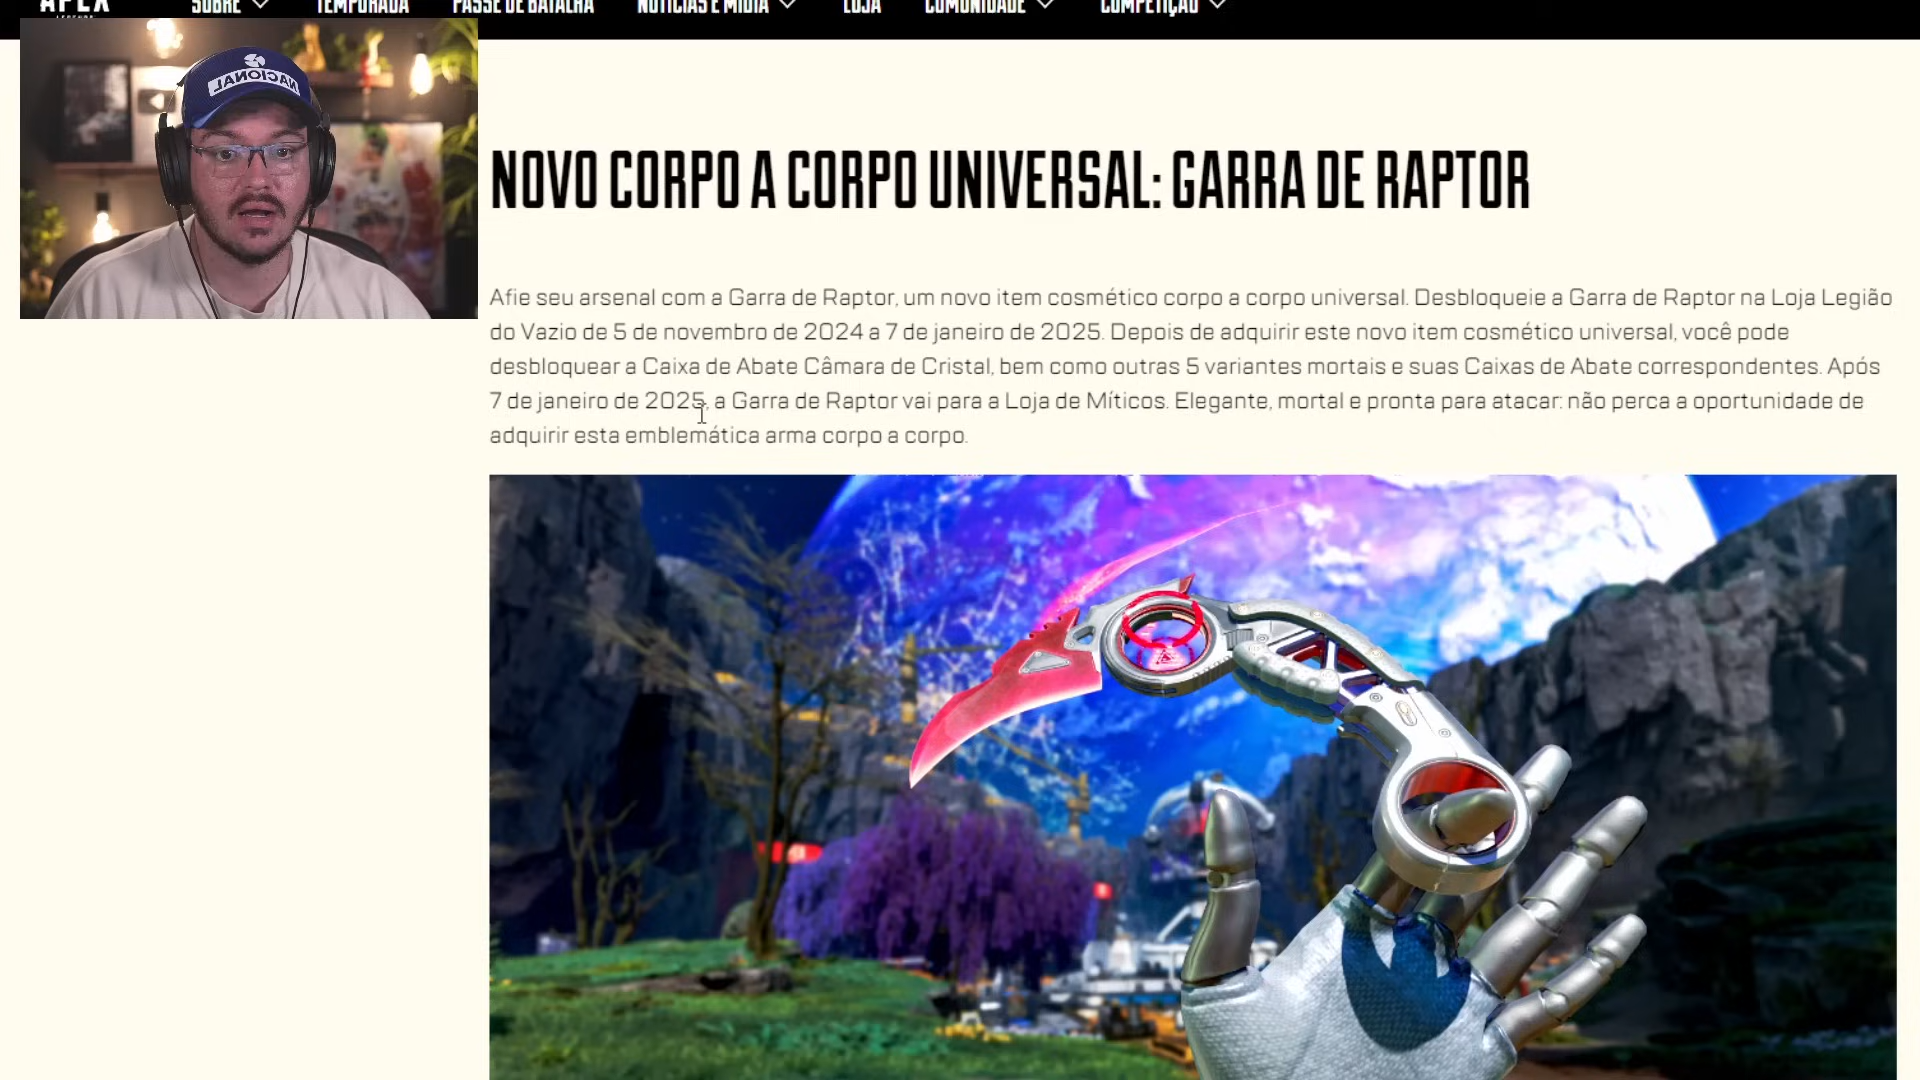 APEX
SOBRE TEMPORADA PASSE DE BATALHA NOTÍCIAS E MÍDIA LOJA COMUNIDADE COMPETIÇÃO
NACIONAL
NOVO CORPO A CORPO UNIVERSAL: GARRA DE RAPTOR
Afie seu arsenal com a Garra de Raptor, um novo item cosmético corpo a corpo universal. Desbloqueie a Garra de Raptor na Loja Legião
do Vazio de 5 de novembro de 2024 a 7 de janeiro de 2025. Depois de adquirir este novo item cosmético universal, você pode
desbloquear a Caixa de Abate Câmara de Cristal, bem como outras 5 variantes mortais e suas Caixas de Abate correspondentes. Após
7 de janeiro de 2025, a Garra de Raptor vai para a Loja de Míticos. Elegante, mortal e pronta para atacar: não perca a oportunidade de
adquirir esta emblemática arma corpo a corpo.